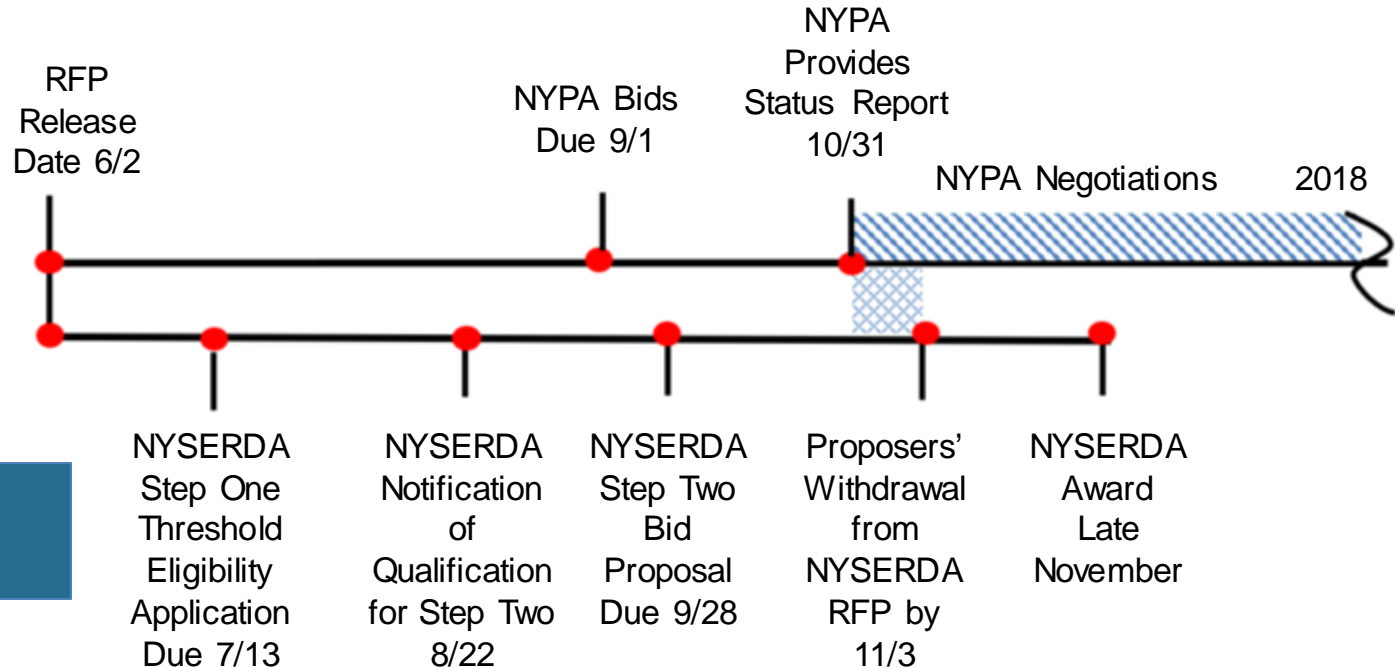 RFP
Release
Date 6/2
NYPA Bids
Due 9/1
NYPA
Provides
Status Report
10/31
NYPA Negotiations
2018
NYSERDA
Step One
Threshold
Eligibility
Application
Due 7/13
NYSERDA
Notification
of
Qualification
for Step Two
8/22
NYSERDA
Step Two
Bid
Proposal
Due 9/28
Proposers’
Withdrawal
from
NYSERDA
RFP by
11/3
NYSERDA
Award
Late
November